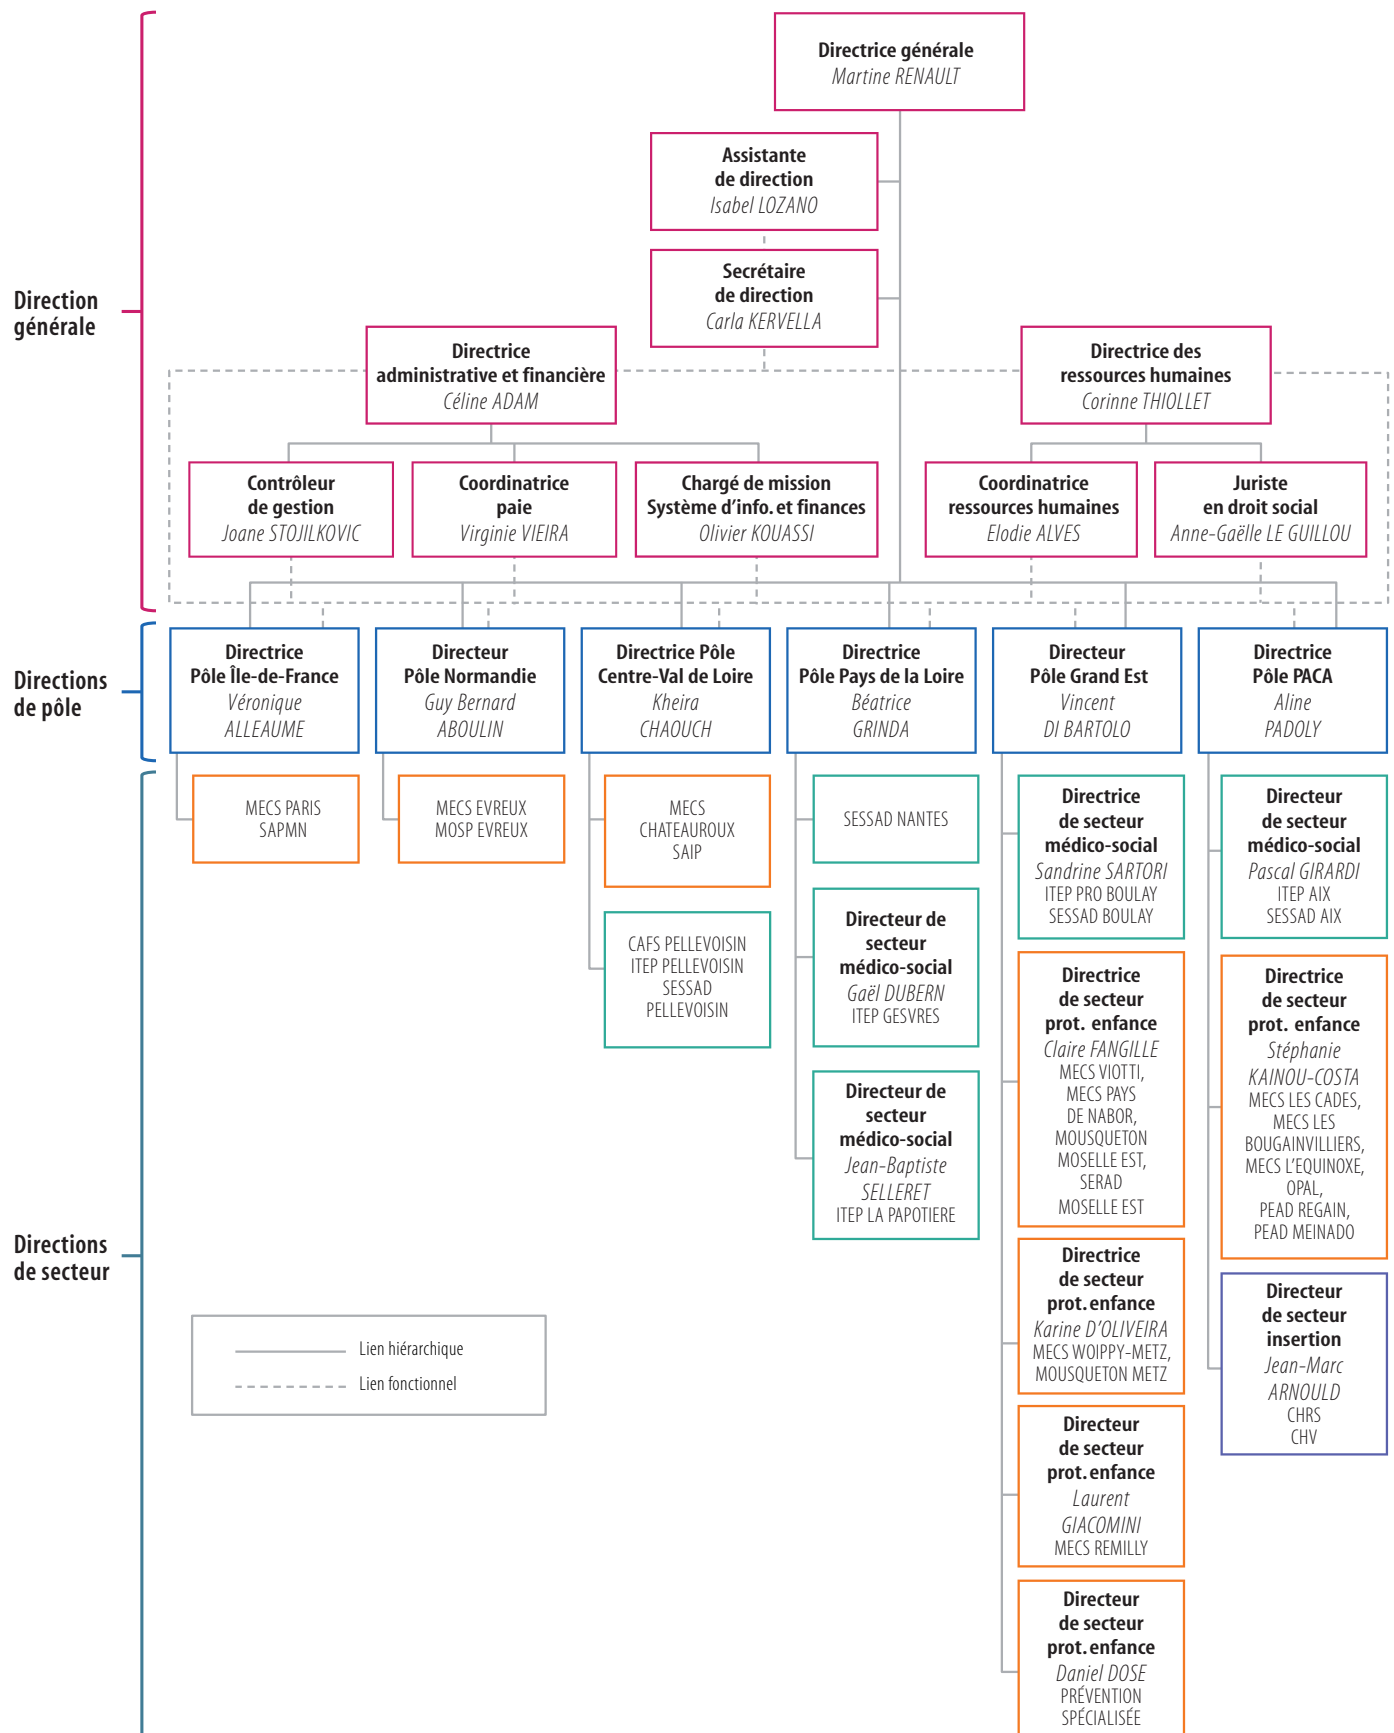 Directrice générale
Martine RENAULT
Assistante
de direction
Isabel LOZANO
Secrétaire
de direction
Carla KERVELLA
Direction
générale
Directrice
administrative et financière
Céline ADAM
Directrice des
ressources humaines
Corinne THIOLLET
Contrôleur
de gestion
Joane STOJILKOVIC
Coordinatrice
paie
Virginie VIEIRA
Chargé de mission
Système d'info. et finances
Olivier KOUASSI
Coordinatrice
ressources humaines
Elodie ALVES
Juriste
en droit social
Anne-Gaëlle LE GUILLOU
Directions
de pôle
Directrice
Pôle Île-de-France
Véronique
ALLEAUME
Directeur
Pôle Normandie
Guy Bernard
ABOULIN
Directrice Pôle
Centre-Val de Loire
Kheira
CHAOUCH
Directrice
Pôle Pays de la Loire
Béatrice
GRINDA
Directeur
Pôle Grand Est
Vincent
DI BARTOLO
Directrice
Pôle PACA
Aline
PADOLY
Directions
de secteur
MECS PARIS
SAPMN
MECS EVREUX
MOSP EVREUX
MECS
CHATEAUROUX
SAIP
CAFS PELLEVOISIN
ITEP PELLEVOISIN
SESSAD
PELLEVOISIN
SESSAD NANTES
Directeur de
secteur
médico-social
Gaël DUBERN
ITEP GESVRES
Directeur de
secteur
médico-social
Jean-Baptiste
SELLERET
ITEP LA PAPOTIERE
Directrice
de secteur
médico-social
Sandrine SARTORI
ITEP PRO BOULAY
SESSAD BOULAY
Directrice
de secteur
prot. enfance
Claire FANGILLE
MECS VIOTTI,
MECS PAYS
DE NABOR,
MOUSQUETON
MOSELLE EST,
SERAD
MOSELLE EST
Directrice
de secteur
prot. enfance
Karine D'OLIVEIRA
MECS WOIPPY-METZ,
MOUSQUETON METZ
Directeur
de secteur
prot. enfance
Laurent
GIACOMINI
MECS REMILLY
Directeur
de secteur
prot. enfance
Daniel DOSE
PRÉVENTION
SPÉCIALISÉE
Directeur
de secteur
médico-social
Pascal GIRARDI
ITEP AIX
SESSAD AIX
Directrice
de secteur
prot. enfance
Stéphanie
KAINOU-COSTA
MECS LES CADES,
MECS LES
BOUGAINVILLIERS,
MECS L'EQUINOXE,
OPAL,
PEAD REGAIN,
PEAD MEINADO
Directeur
de secteur
insertion
Jean-Marc
ARNOULD
CHRS
CHV
Lien hiérarchique
Lien fonctionnel